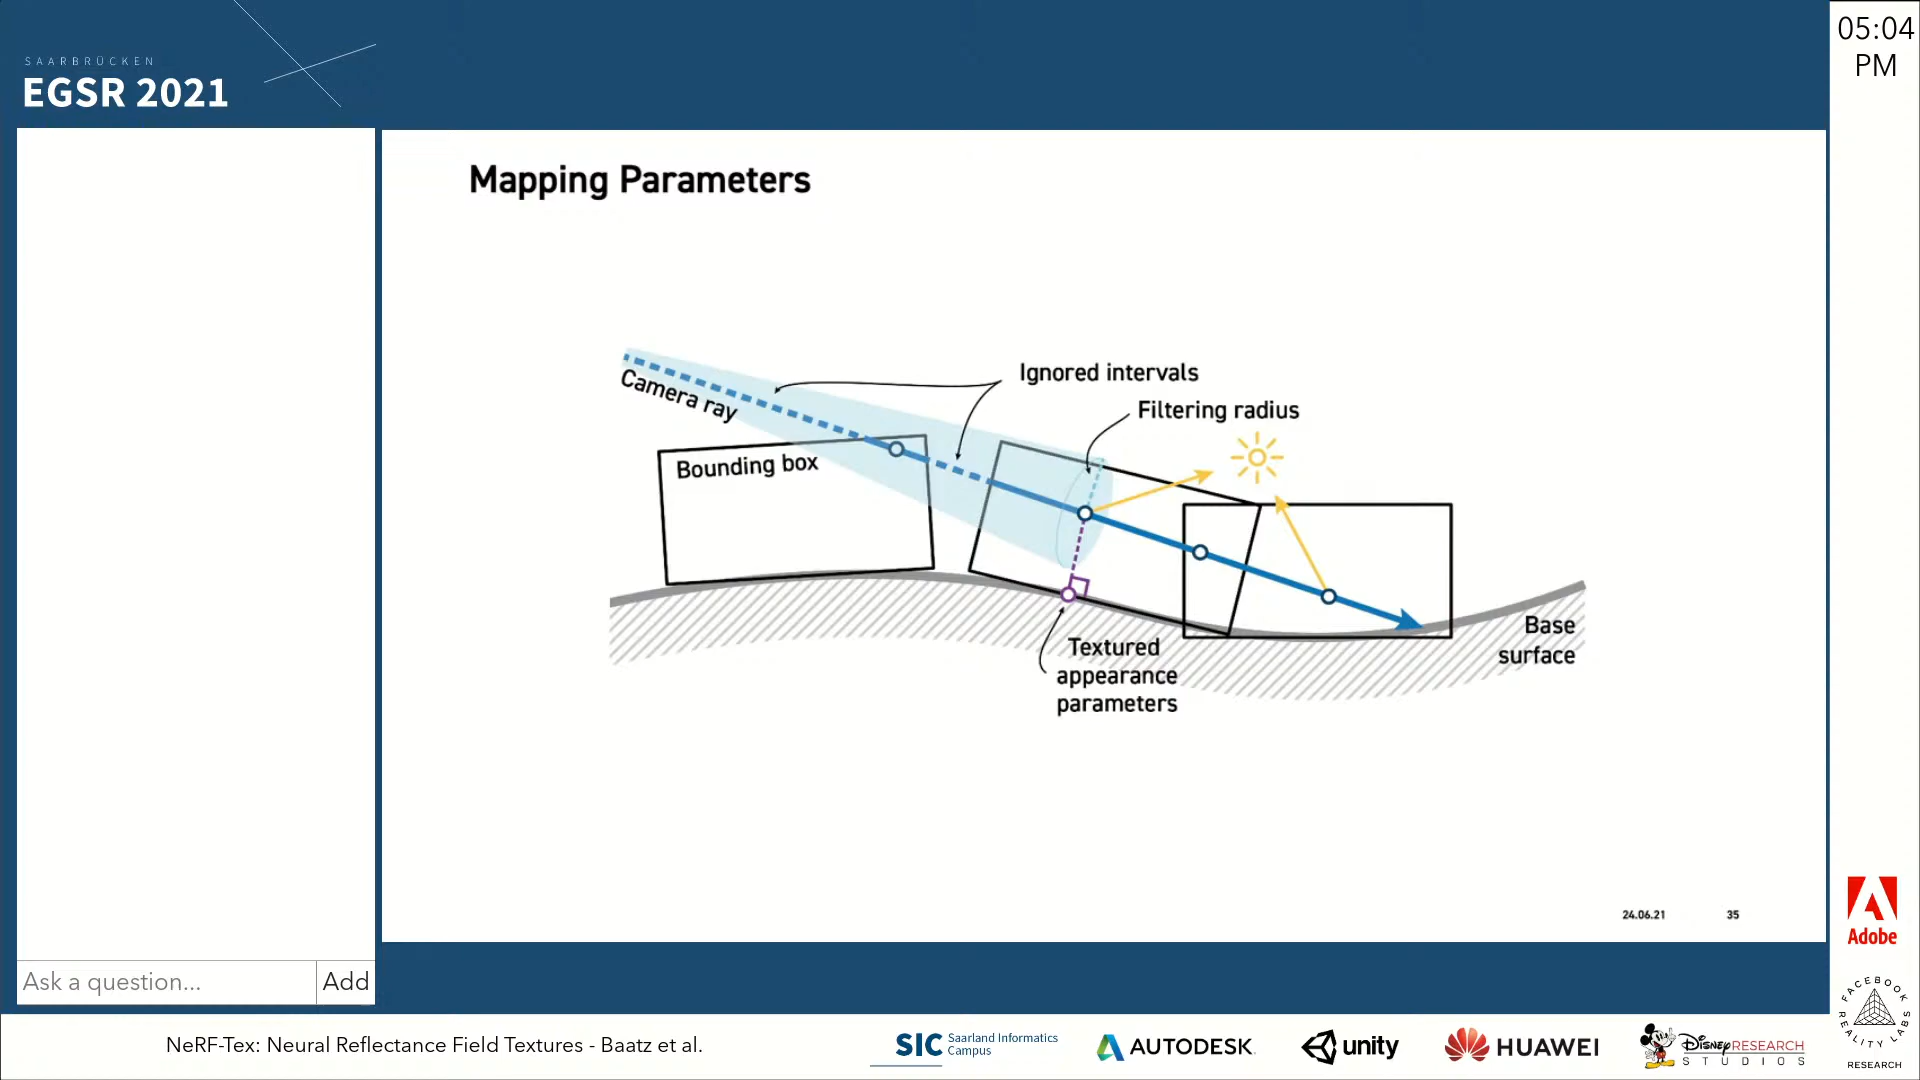 SAARBRÜCKEN
EGSR 2021
05:04
PM
Mapping Parameters
Camera ray
Ignored intervals
Filtering radius
Bounding box
Textured
appearance
parameters
Base
surface
24.06.21 35
Ask a question... Add
NeRF-Tex: Neural Reflectance Field Textures - Baatz et al.
SIC Saarland Informatics
Campus
AUTODESK
unity
HUAWEI
Disney RESEARCH
STUDIOS
Adobe
FACEBOOK
REALITY LABS
RESEARCH